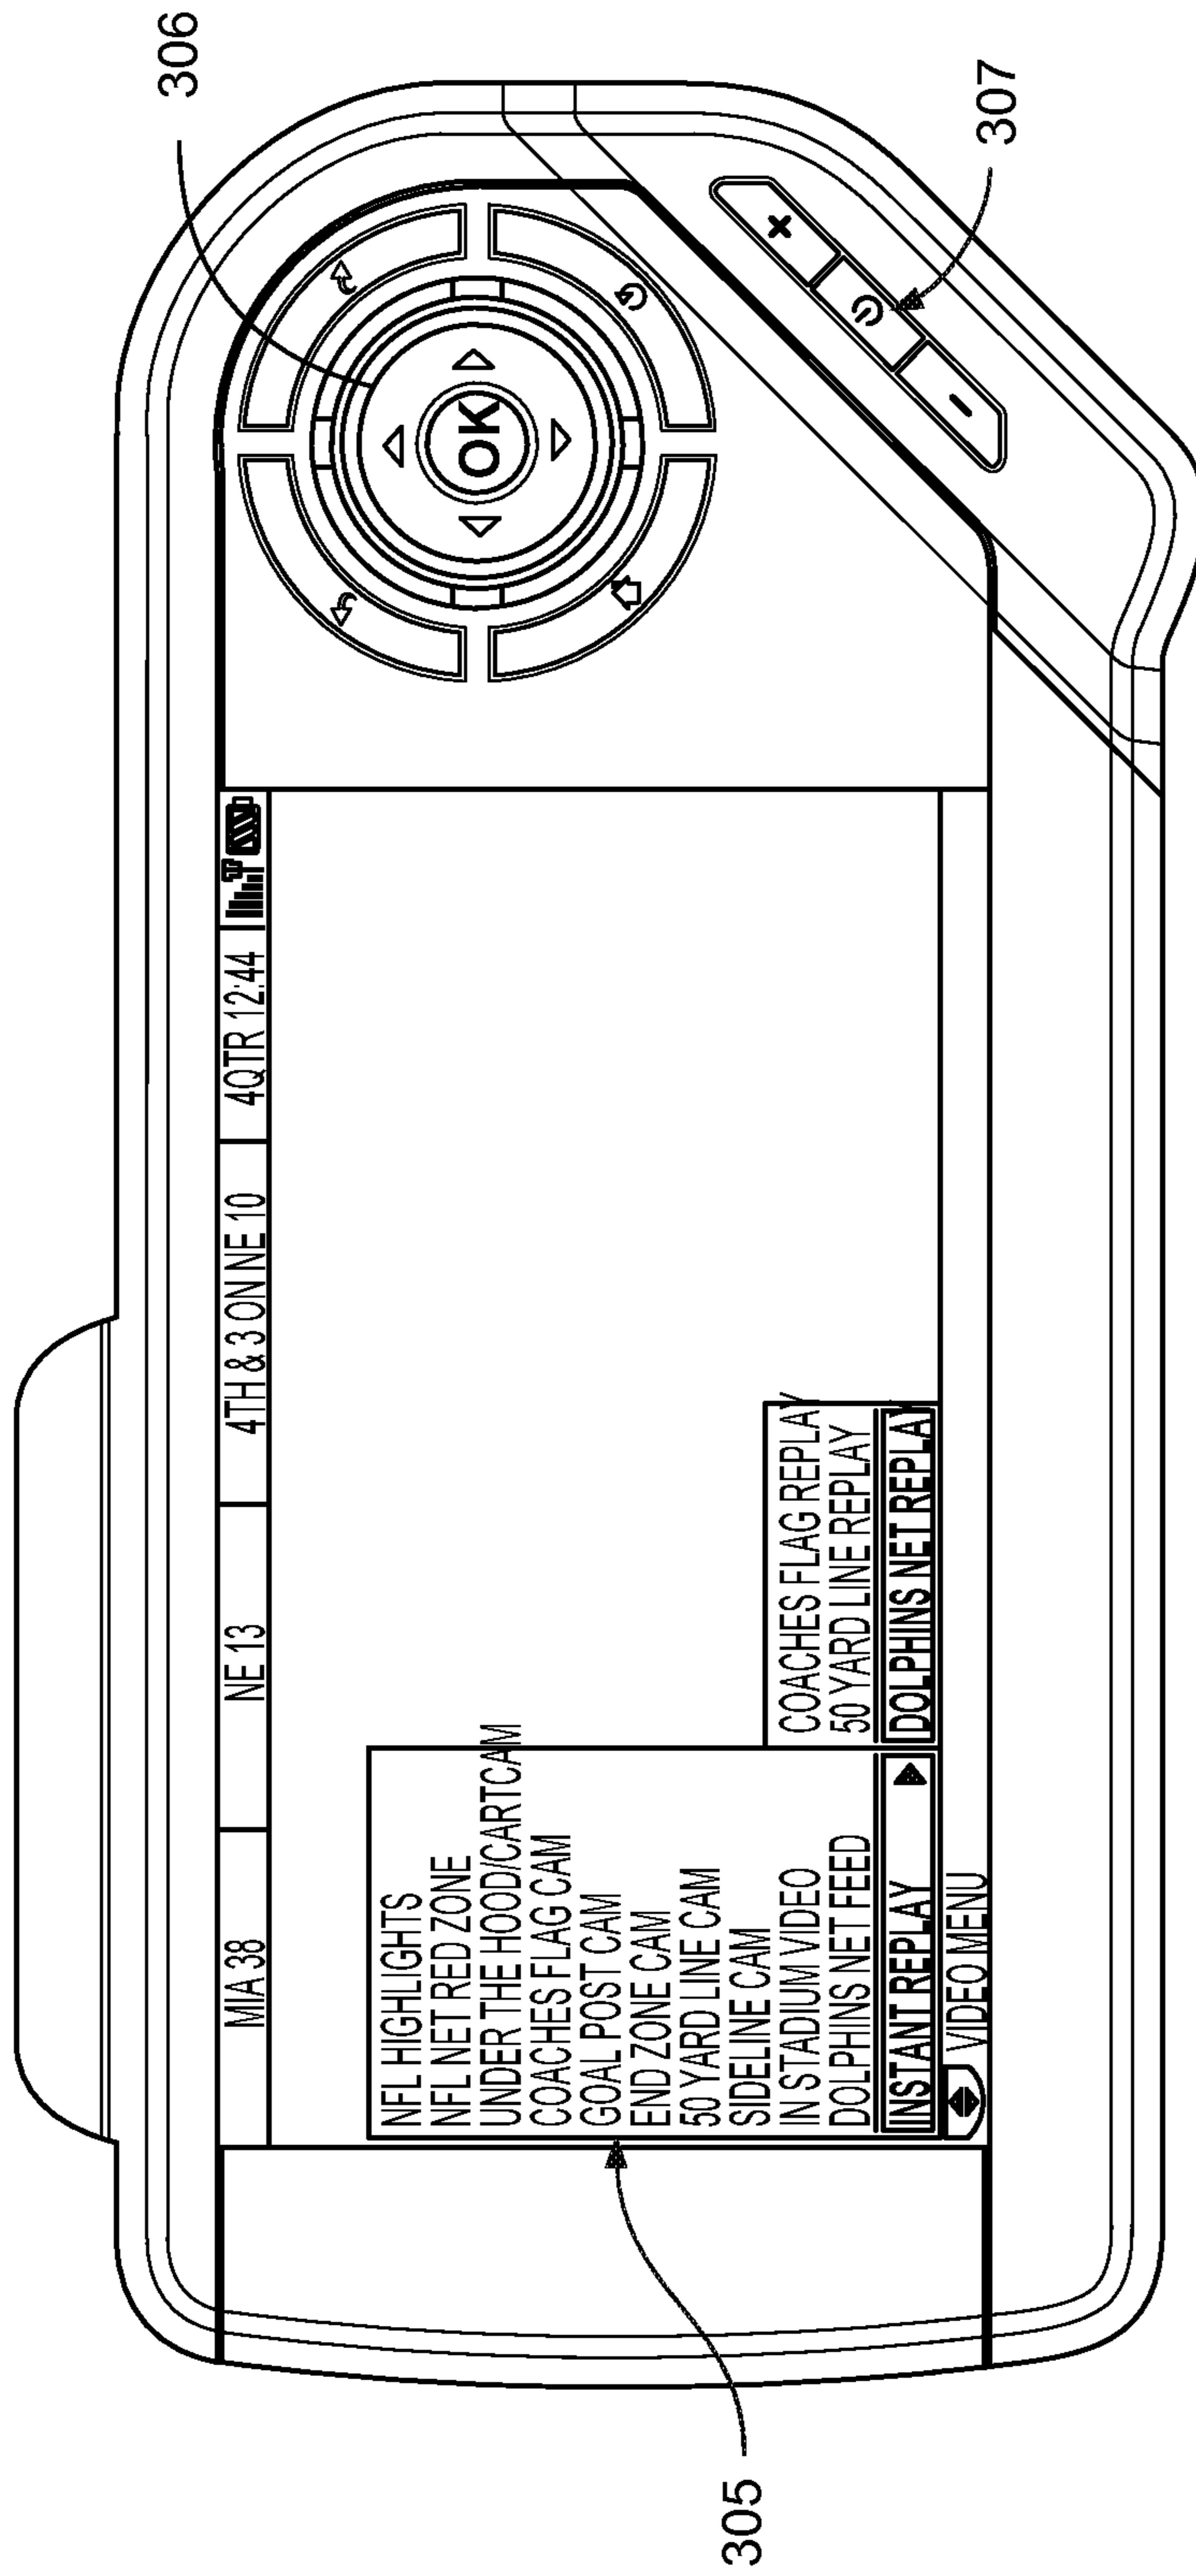 306
307
MIA 38
NE 13
4TH & 3 ON NE 10
4QTR 12:44
OK
+
-
NFL HIGHLIGHTS
NFL NET RED ZONE
UNDER THE HOOD/CARTCAM
COACHES FLAG CAM
GOAL POST CAM
END ZONE CAM
50 YARD LINE CAM
SIDELINE CAM
IN STADIUM VIDEO
DOLPHINS NET FEED
INSTANT REPLAY
COACHES FLAG REPLAY
50 YARD LINE REPLAY
DOLPHINS NET REPLAY
VIDEO MENU
305